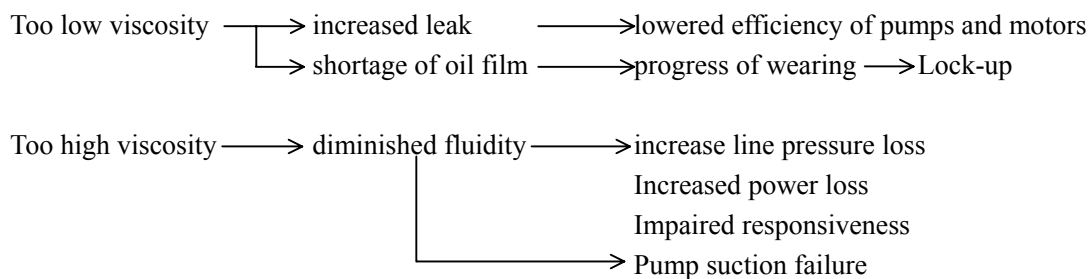 Too low viscosity increased leak lowered efficiency of pumps and motors
shortage of oil film progress of wearing Lock-up
Too high viscosity diminished fluidity increase line pressure loss
Increased power loss
Impaired responsiveness
Pump suction failure